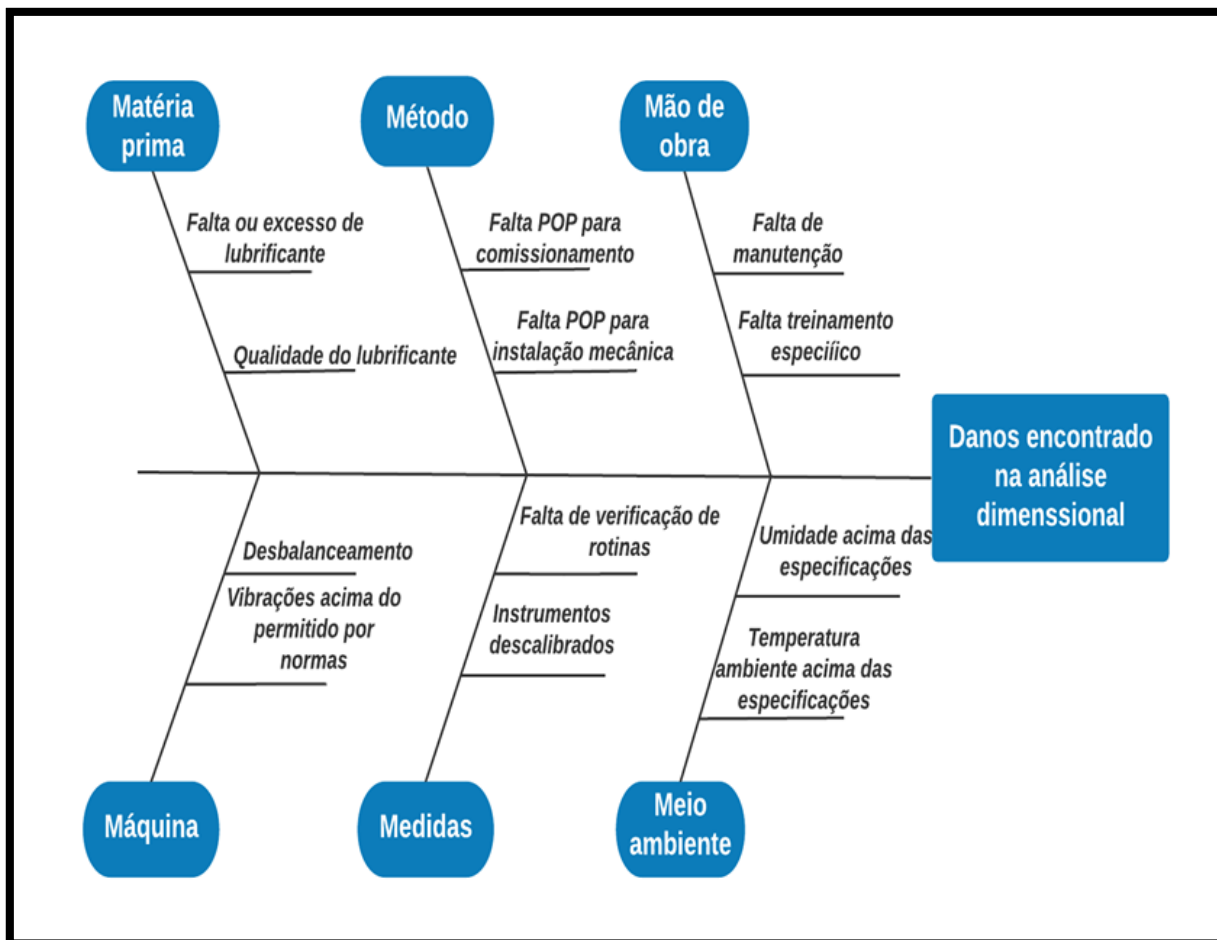 Matéria
prima
Método
Mão de
obra
Falta ou excesso de
lubrificante
Qualidade do lubrificante
Falta POP para
comissionamento
Falta POP para
instalação mecânica
Falta de
manutenção
Falta treinamento
especiíico
Danos encontrado
na análise
dimenssional
Desbalanceamento
Vibrações acima do
permitido por
normas
Falta de verificação de
rotinas
Instrumentos
descalibrados
Umidade acima das
especificações
Temperatura
ambiente acima das
especificações
Máquina
Medidas
Meio
ambiente